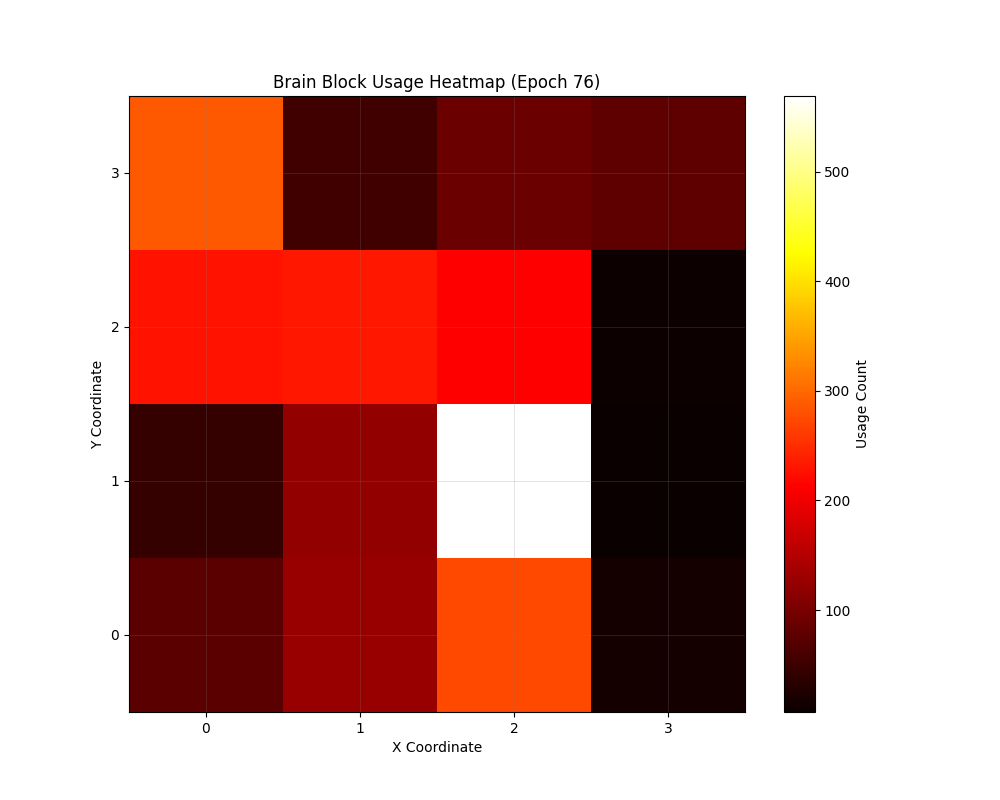 Brain Block Usage Heatmap (Epoch 76)
3
2
1
0
Y Coordinate
0 1 2 3
X Coordinate
500
400
300
200
100
Usage Count